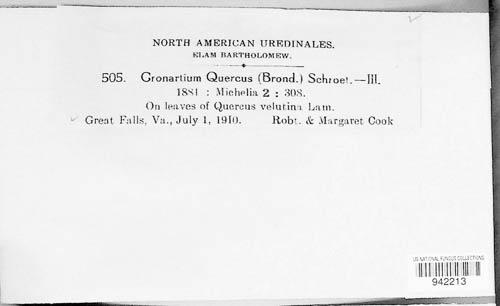 NORTH AMERICAN UREDINALES.
ELAM BARTHOLOMEW.
505. Cronartium Quercus (Brond.) Schroet.—III.
1881 : Michelia 2 : 308.
On leaves of Quercus velutina Lam.
Great Falls, Va., July 1, 1910. Robt. & Margaret Cook
US NATIONAL FUNGUS COLLECTIONS
942213